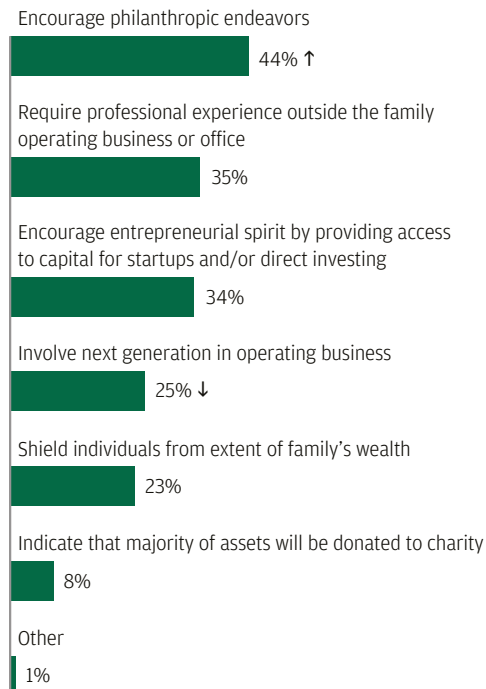 Encourage philanthropic endeavors
44% ↑
Require professional experience outside the family
operating business or office
35%
Encourage entrepreneurial spirit by providing access
to capital for startups and/or direct investing
34%
Involve next generation in operating business
25% ↓
Shield individuals from extent of family’s wealth
23%
Indicate that majority of assets will be donated to charity
8%
Other
1%